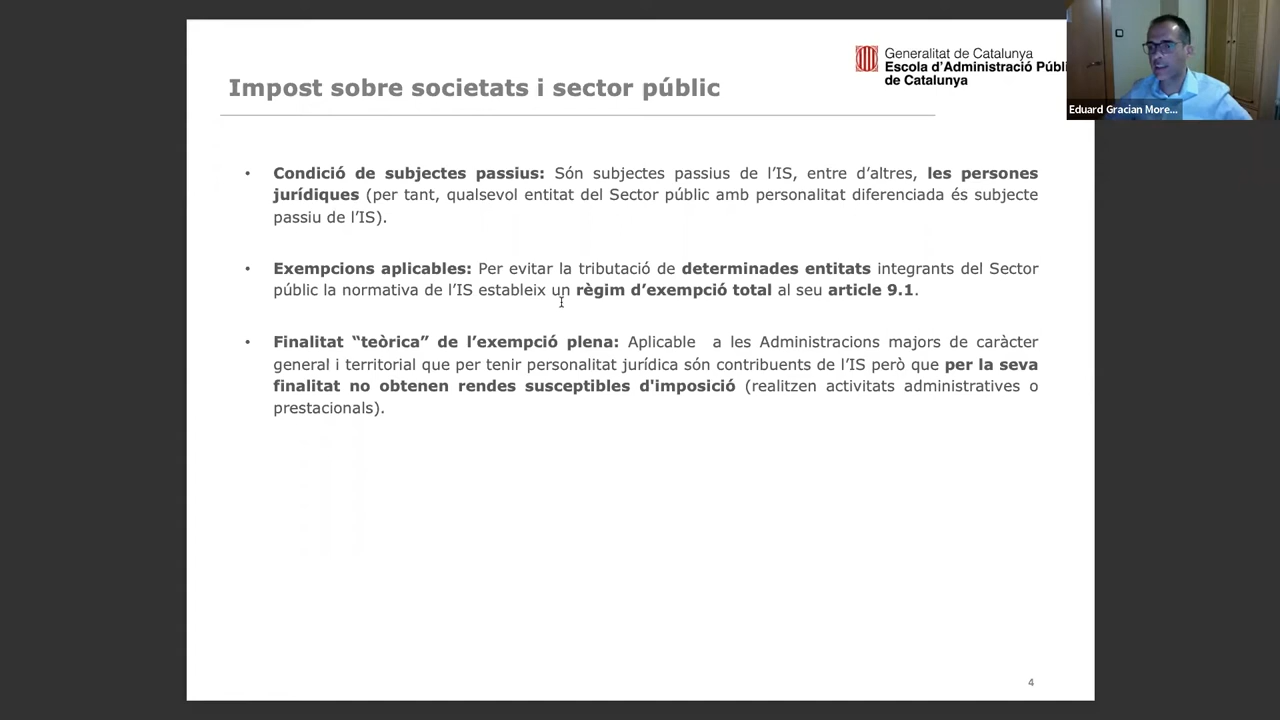 Impost sobre societats i sector públic
Generalitat de Catalunya
Escola d'Administració Públi
de Catalunya
Eduard Gracian More...
• Condició de subjectes passius: Són subjectes passius de l'IS, entre d'altres, les persones
jurídiques (per tant, qualsevol entitat del Sector públic amb personalitat diferenciada és subjecte
passiu de l'IS).
• Exempcions aplicables: Per evitar la tributació de determinades entitats integrants del Sector
públic la normativa de l'IS estableix un règim d'exempció total al seu article 9.1.
• Finalitat “teòrica” de l'exempció plena: Aplicable a les Administracions majors de caràcter
general i territorial que per tenir personalitat jurídica són contribuents de l'IS però que per la seva
finalitat no obtenen rendes susceptibles d'imposició (realitzen activitats administratives o
prestacionals).
4